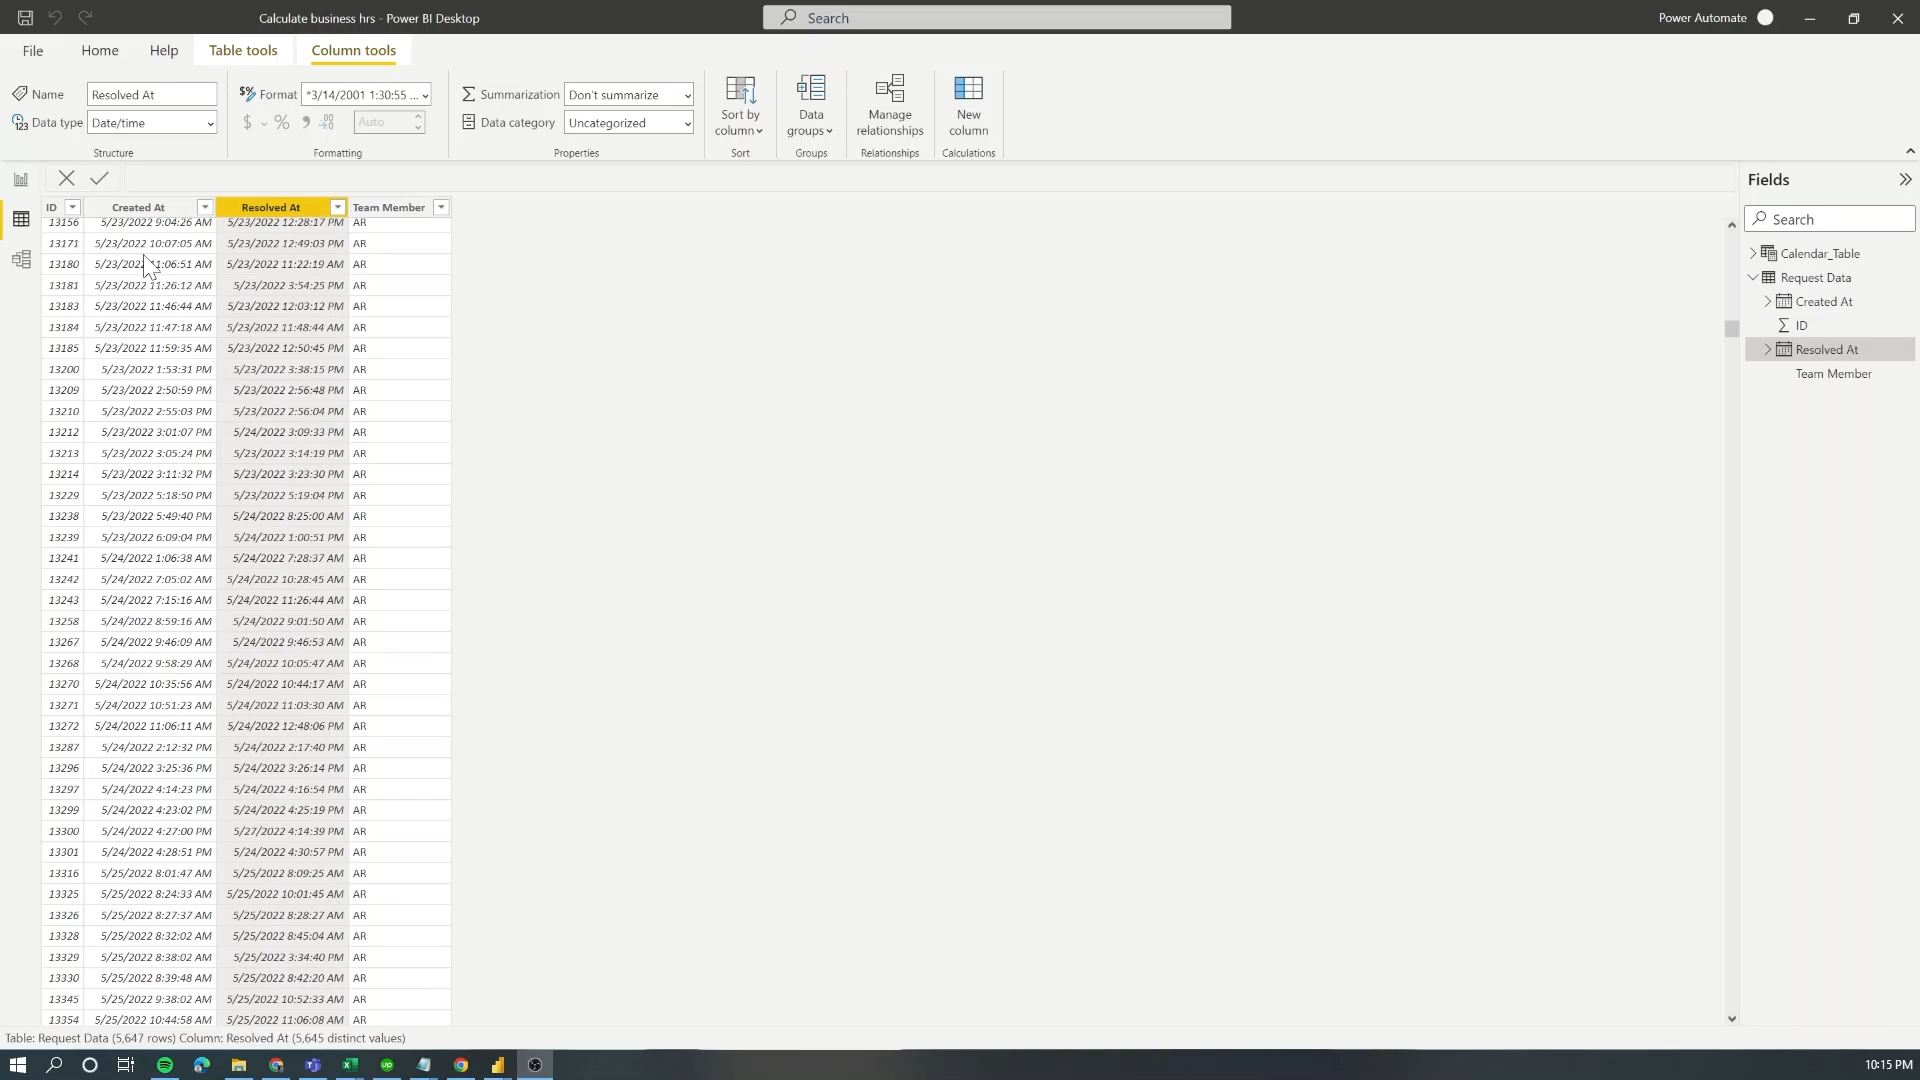 Calculate business hrs - Power BI Desktop
Search
Power Automate
File
Home
Help
Table tools
Column tools
Name
Resolved At
Format
*3/14/2001 1:30:55 ...
Summarization
Don't summarize
Data type
Date/time
$
%
Auto
Data category
Uncategorized
Sort by column
Data groups
Manage relationships
New column
Structure
Formatting
Properties
Sort
Groups
Relationships
Calculations
Fields
Search
Calendar_Table
Request Data
Created At
ID
Resolved At
Team Member
ID Created At Resolved At Team Member
13156 5/23/2022 9:04:26 AM 5/23/2022 12:28:17 PM AR
13171 5/23/2022 10:07:05 AM 5/23/2022 12:49:03 PM AR
13180 5/23/2022 11:06:51 AM 5/23/2022 11:22:19 AM AR
13181 5/23/2022 11:26:12 AM 5/23/2022 3:54:25 PM AR
13183 5/23/2022 11:46:44 AM 5/23/2022 12:03:12 PM AR
13184 5/23/2022 11:47:18 AM 5/23/2022 11:48:44 AM AR
13185 5/23/2022 11:59:35 AM 5/23/2022 12:50:45 PM AR
13200 5/23/2022 1:53:31 PM 5/23/2022 3:38:15 PM AR
13209 5/23/2022 2:50:59 PM 5/23/2022 2:56:48 PM AR
13210 5/23/2022 2:55:03 PM 5/23/2022 2:56:04 PM AR
13212 5/23/2022 3:01:07 PM 5/24/2022 3:09:33 PM AR
13213 5/23/2022 3:05:24 PM 5/23/2022 3:14:19 PM AR
13214 5/23/2022 3:11:32 PM 5/23/2022 3:23:30 PM AR
13229 5/23/2022 5:18:50 PM 5/23/2022 5:19:04 PM AR
13238 5/23/2022 5:49:40 PM 5/24/2022 8:25:00 AM AR
13239 5/23/2022 6:09:04 PM 5/24/2022 1:00:51 PM AR
13241 5/24/2022 1:06:38 AM 5/24/2022 7:28:37 AM AR
13242 5/24/2022 7:05:02 AM 5/24/2022 10:28:45 AM AR
13243 5/24/2022 7:15:16 AM 5/24/2022 11:26:44 AM AR
13258 5/24/2022 8:59:16 AM 5/24/2022 9:01:50 AM AR
13267 5/24/2022 9:46:09 AM 5/24/2022 9:46:53 AM AR
13268 5/24/2022 9:58:29 AM 5/24/2022 10:05:47 AM AR
13270 5/24/2022 10:35:56 AM 5/24/2022 10:44:17 AM AR
13271 5/24/2022 10:51:23 AM 5/24/2022 11:03:30 AM AR
13272 5/24/2022 11:06:11 AM 5/24/2022 12:48:06 PM AR
13287 5/24/2022 2:12:32 PM 5/24/2022 2:17:40 PM AR
13296 5/24/2022 3:25:36 PM 5/24/2022 3:26:14 PM AR
13297 5/24/2022 4:14:23 PM 5/24/2022 4:16:54 PM AR
13299 5/24/2022 4:23:02 PM 5/24/2022 4:25:19 PM AR
13300 5/24/2022 4:27:00 PM 5/27/2022 4:14:39 PM AR
13301 5/24/2022 4:28:51 PM 5/24/2022 4:30:57 PM AR
13316 5/25/2022 8:01:47 AM 5/25/2022 8:09:25 AM AR
13325 5/25/2022 8:24:33 AM 5/25/2022 10:01:45 AM AR
13326 5/25/2022 8:27:37 AM 5/25/2022 8:28:27 AM AR
13328 5/25/2022 8:32:02 AM 5/25/2022 8:45:04 AM AR
13329 5/25/2022 8:38:02 AM 5/25/2022 3:34:40 PM AR
13330 5/25/2022 8:39:48 AM 5/25/2022 8:42:20 AM AR
13345 5/25/2022 9:38:02 AM 5/25/2022 10:52:33 AM AR
13354 5/25/2022 10:44:58 AM 5/25/2022 11:06:08 AM AR
Table: Request Data (5,647 rows) Column: Resolved At (5,645 distinct values)
10:15 PM